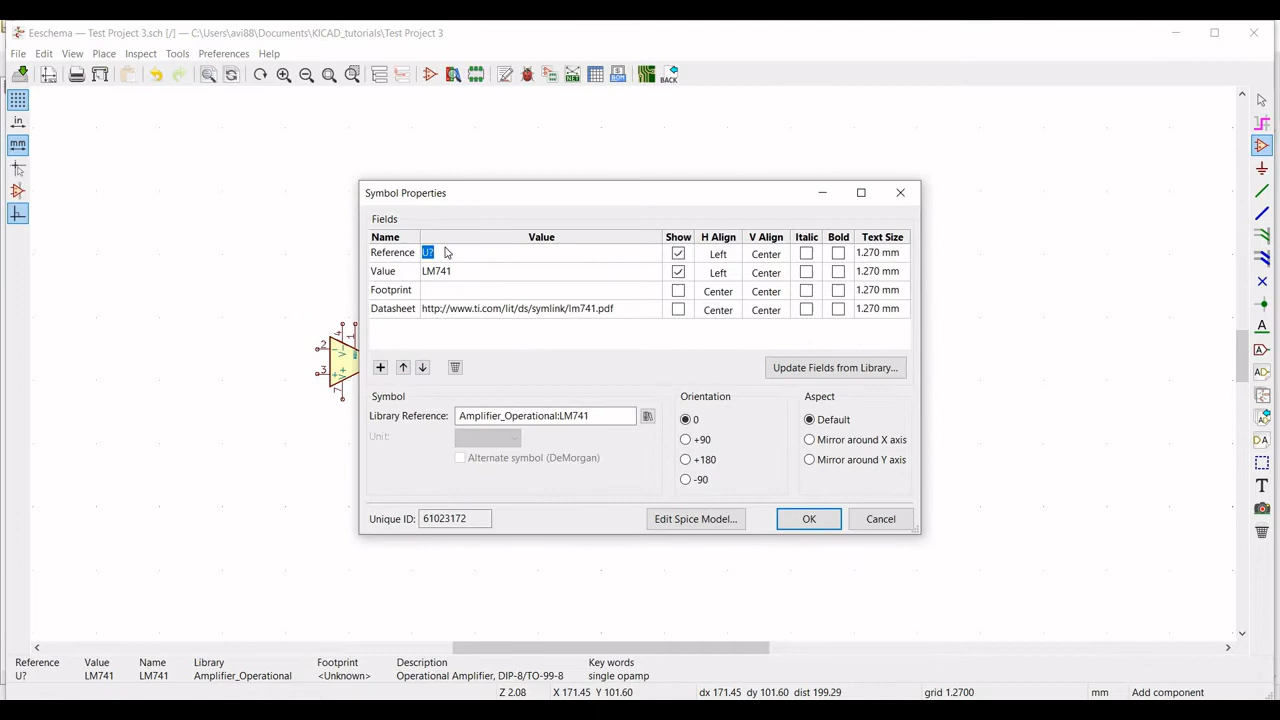 Eeschema — Test Project 3.sch [/] — C:\Users\avi88\Documents\KICAD_tutorials\Test Project 3
File Edit View Place Inspect Tools Preferences Help
BOM
BACK
in
mm
Symbol Properties
Fields
Name Value Show H Align V Align Italic Bold Text Size
Reference U? Left Center 1.270 mm
Value LM741 Left Center 1.270 mm
Footprint Center Center 1.270 mm
Datasheet http://www.ti.com/lit/ds/symlink/lm741.pdf Center Center 1.270 mm
Update Fields from Library...
Symbol
Library Reference: Amplifier_Operational:LM741
Unit:
Alternate symbol (DeMorgan)
Orientation
0
+90
+180
-90
Aspect
Default
Mirror around X axis
Mirror around Y axis
Unique ID: 61023172
Edit Spice Model... OK Cancel
4 1
2
3
7
Reference Value Name Library Footprint Description Key words
U? LM741 LM741 Amplifier_Operational <Unknown> Operational Amplifier, DIP-8/TO-99-8 single opamp
Z 2.08 X 171.45 Y 101.60 dx 171.45 dy 101.60 dist 199.29 grid 1.2700 mm Add component